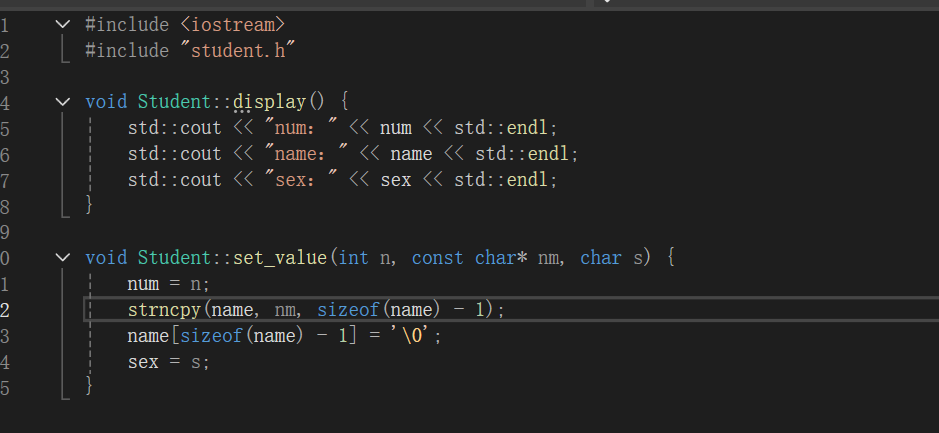 1 #include <iostream>
2 #include "student.h"
3
4 void Student::display() {
5 std::cout << "num：" << num << std::endl;
6 std::cout << "name：" << name << std::endl;
7 std::cout << "sex：" << sex << std::endl;
8 }
9
0 void Student::set_value(int n, const char* nm, char s) {
1 num = n;
2 strncpy(name, nm, sizeof(name) - 1);
3 name[sizeof(name) - 1] = '\0';
4 sex = s;
5 }